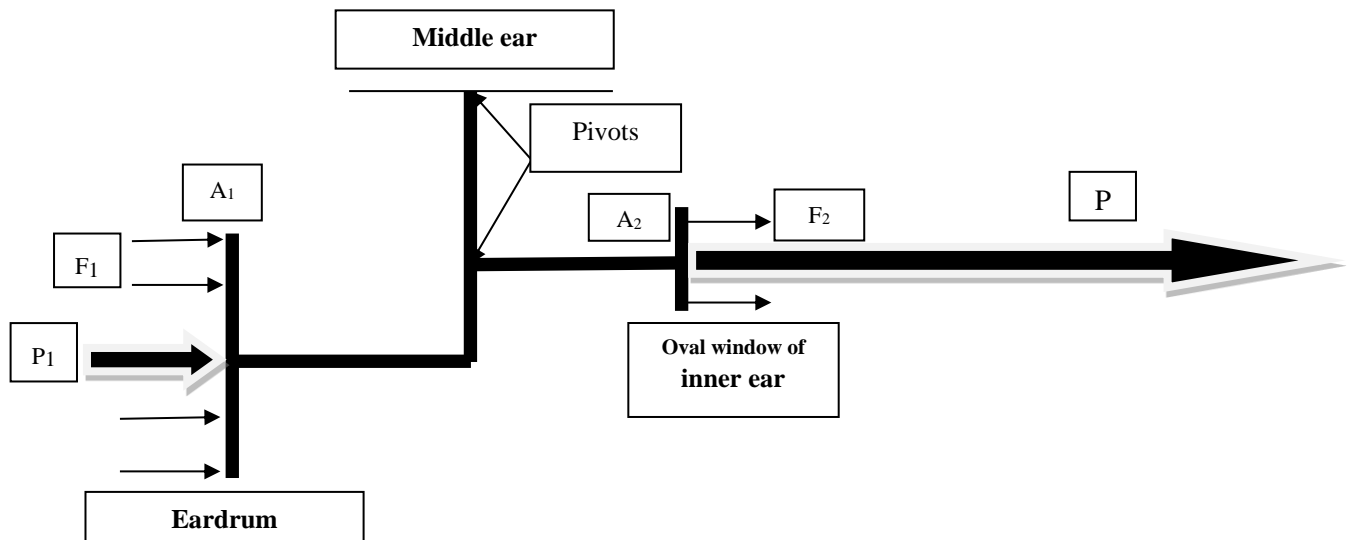 Middle ear
Pivots
A₁
A₂
F₂
P
F₁
P₁
Oval window of
inner ear
Eardrum